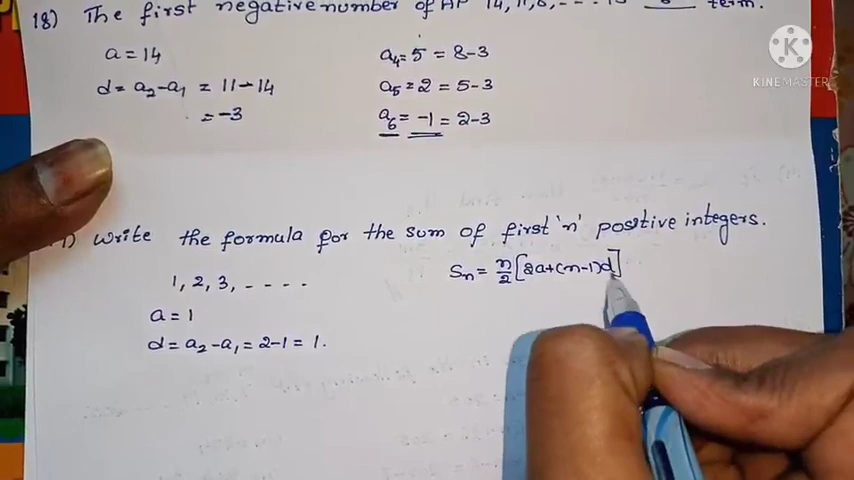 18) The first negative number of AP 14, 11, 8, - - - - is 6 term.
a = 14
d = a₂-a₁ = 11-14
= -3
a₄ = 5 = 8-3
a₅ = 2 = 5-3
a₆ = -1 = 2-3
KINEMASTER
) Write the formula for the sum of first 'n' positive integers.
1, 2, 3, - - - - .
a = 1
d = a₂-a₁ = 2-1 = 1.
Sₙ = n/2 [2a+(n-1)d]